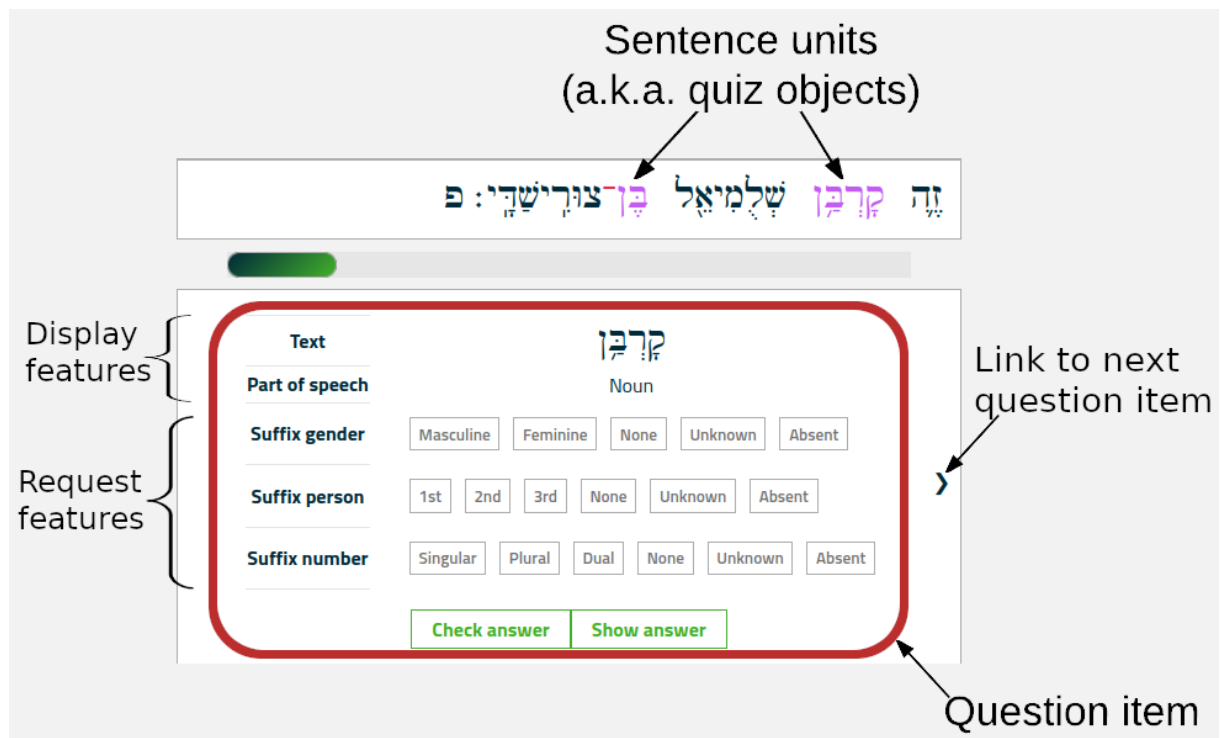 Sentence units
(a.k.a. quiz objects)
זֶ֛ה קָרְבַּ֥ן שְׁלֻמִיאֵ֖ל בֶּן־צוּרִֽישַׁדָּֽי׃ פ
Display
features
Text קָרְבַּ֥ן
Part of speech Noun
Link to next
question item
Request
features
Suffix gender Masculine Feminine None Unknown Absent
Suffix person 1st 2nd 3rd None Unknown Absent
Suffix number Singular Plural Dual None Unknown Absent
Check answer Show answer
Question item